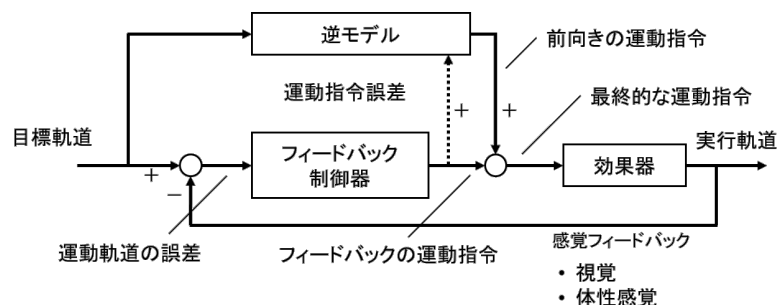 逆モデル
前向きの運動指令
運動指令誤差
+
+
最終的な運動指令
目標軌道
実行軌道
+
−
フィードバック
制御器
効果器
運動軌道の誤差
フィードバックの運動指令
感覚フィードバック
• 視覚
• 体性感覚